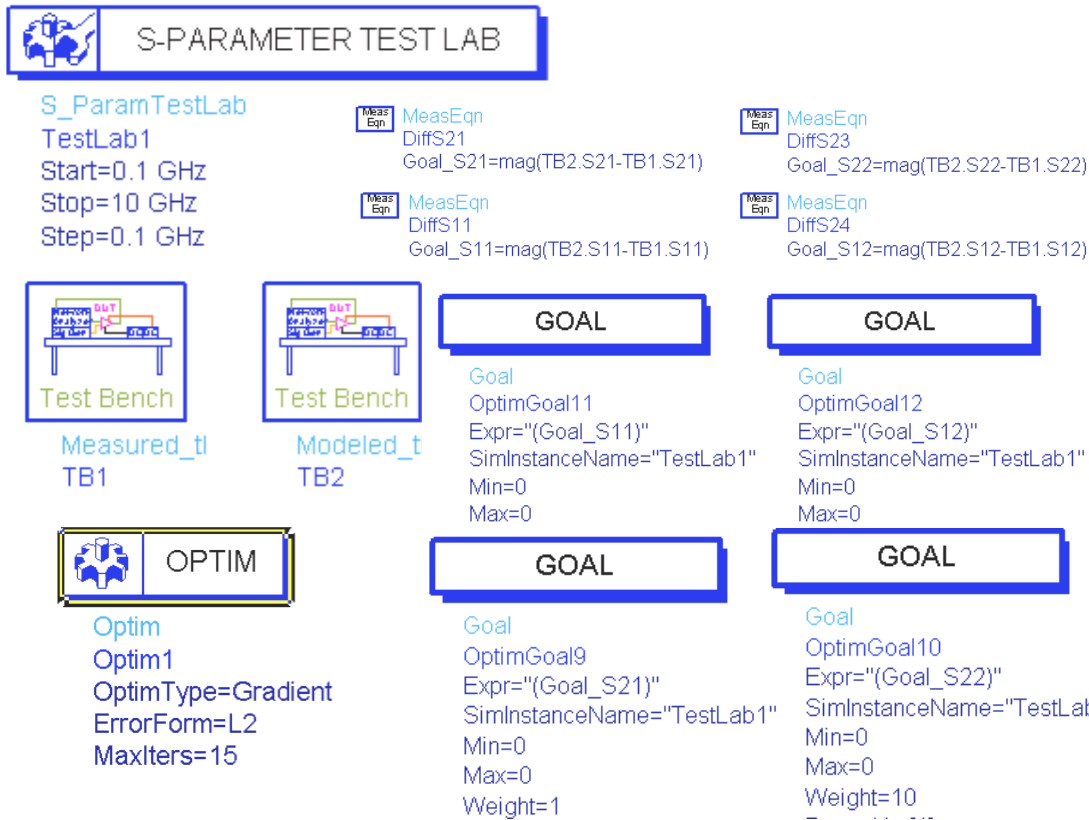 S-PARAMETER TEST LAB
S_ParamTestLab
TestLab1
Start=0.1 GHz
Stop=10 GHz
Step=0.1 GHz
Meas
Eqn
MeasEqn
DiffS21
Goal_S21=mag(TB2.S21-TB1.S21)
Meas
Eqn
MeasEqn
DiffS23
Goal_S22=mag(TB2.S22-TB1.S22)
Meas
Eqn
MeasEqn
DiffS11
Goal_S11=mag(TB2.S11-TB1.S11)
Meas
Eqn
MeasEqn
DiffS24
Goal_S12=mag(TB2.S12-TB1.S12)
DUT
Test Bench
Measured_tl
TB1
DUT
Test Bench
Modeled_t
TB2
GOAL
Goal
OptimGoal11
Expr="(Goal_S11)"
SimInstanceName="TestLab1"
Min=0
Max=0
GOAL
Goal
OptimGoal12
Expr="(Goal_S12)"
SimInstanceName="TestLab1"
Min=0
Max=0
OPTIM
Optim
Optim1
OptimType=Gradient
ErrorForm=L2
MaxIters=15
GOAL
Goal
OptimGoal9
Expr="(Goal_S21)"
SimInstanceName="TestLab1"
Min=0
Max=0
Weight=1
GOAL
Goal
OptimGoal10
Expr="(Goal_S22)"
SimInstanceName="TestLab
Min=0
Max=0
Weight=10